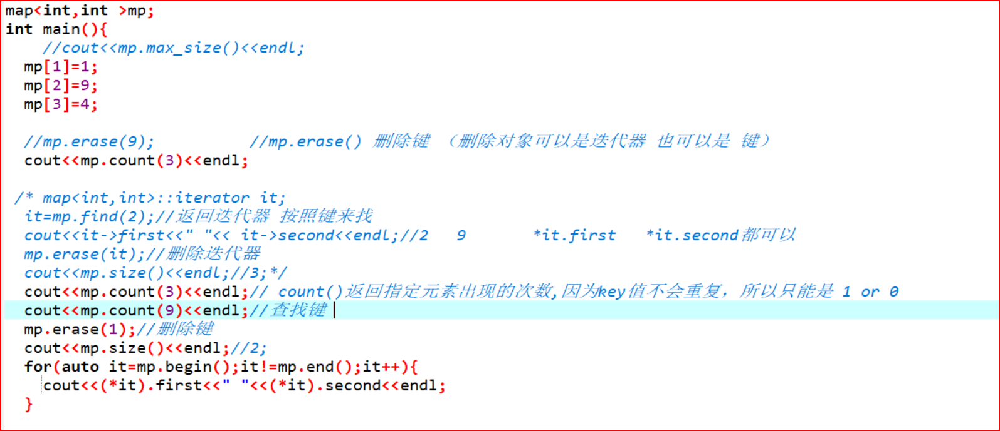 map<int,int >mp;
int main(){
    //cout<<mp.max_size()<<endl;
  mp[1]=1;
  mp[2]=9;
  mp[3]=4;
  //mp.erase(9);          //mp.erase() 删除键 （删除对象可以是迭代器 也可以是 键）
  cout<<mp.count(3)<<endl;
 /* map<int,int>::iterator it;
  it=mp.find(2);//返回迭代器 按照键来找
  cout<<it->first<<" "<< it->second<<endl;//2   9       *it.first   *it.second都可以
  mp.erase(it);//删除迭代器
  cout<<mp.size()<<endl;//3;*/
  cout<<mp.count(3)<<endl;// count()返回指定元素出现的次数,因为key值不会重复，所以只能是 1 or 0
  cout<<mp.count(9)<<endl;//查找键
  mp.erase(1);//删除键
  cout<<mp.size()<<endl;//2;
  for(auto it=mp.begin();it!=mp.end();it++){
    cout<<(*it).first<<" "<<(*it).second<<endl;
  }